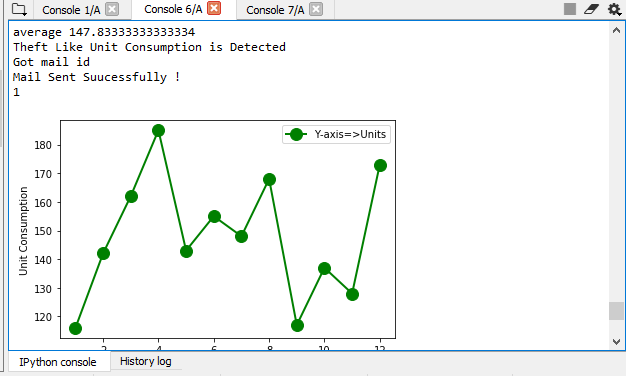 Console 1/A Console 6/A Console 7/A
average 147.83333333333334
Theft Like Unit Consumption is Detected
Got mail id
Mail Sent Suucessfully !
1
Y-axis=>Units
180
170
160
150
140
130
120
Unit Consumption
2 4 6 8 10 12
IPython console History log